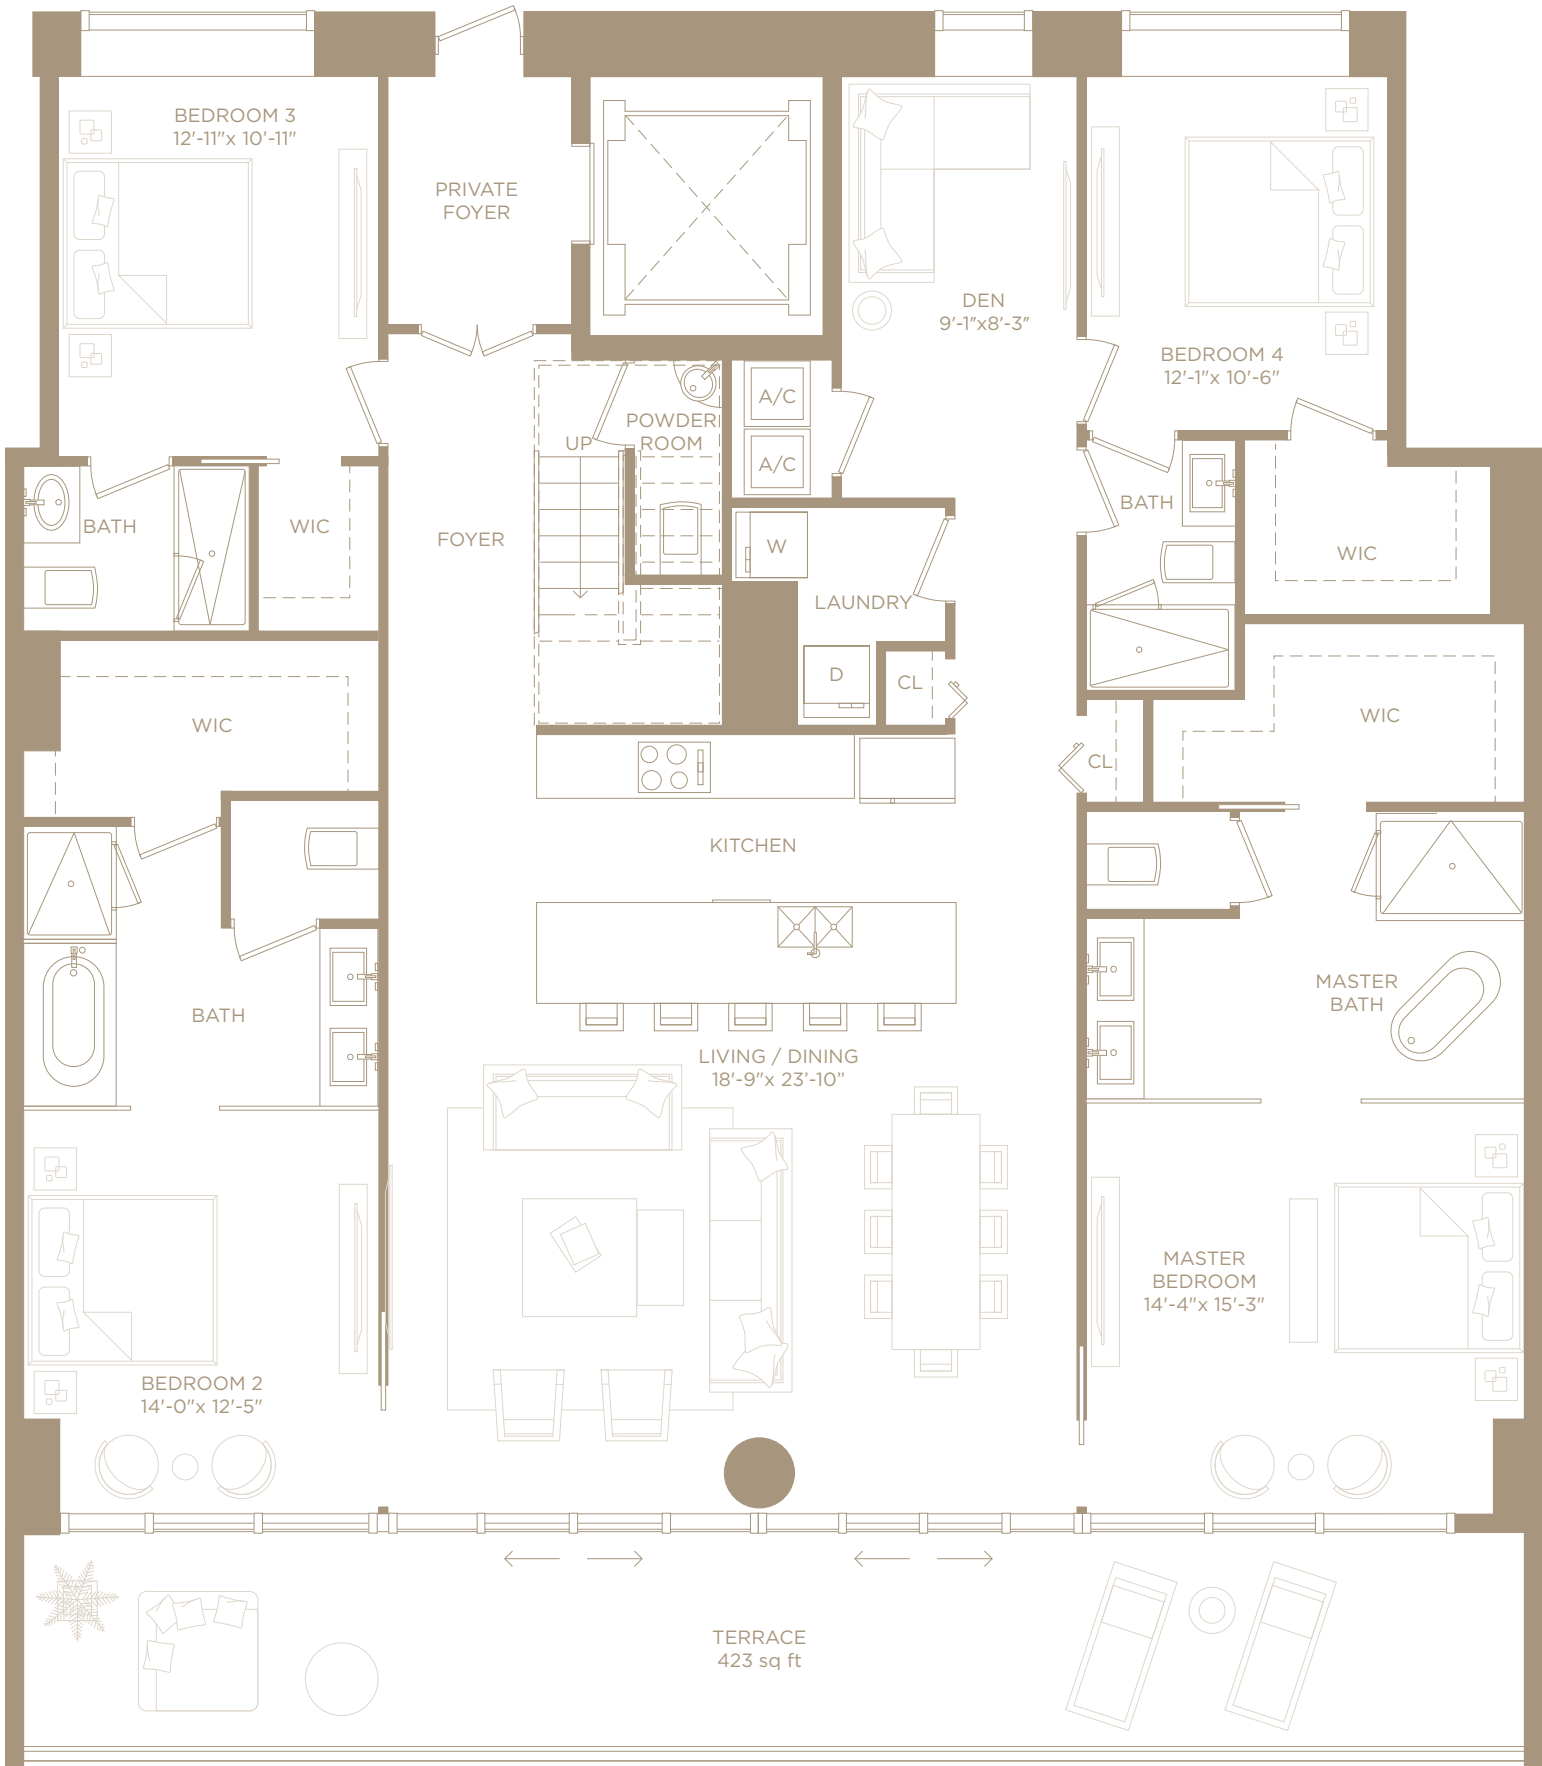 BEDROOM 3
12'-11"x 10'-11"
PRIVATE
FOYER
DEN
9'-1"x8'-3"
BEDROOM 4
12'-1"x 10'-6"
A/C
A/C
UP
POWDER
ROOM
BATH
WIC
FOYER
W
LAUNDRY
BATH
WIC
D
CL
WIC
WIC
CL
KITCHEN
BATH
MASTER
BATH
LIVING / DINING
18'-9"x 23'-10”
MASTER
BEDROOM
14'-4"x 15'-3"
BEDROOM 2
14'-0"x 12'-5"
TERRACE
423 sq ft